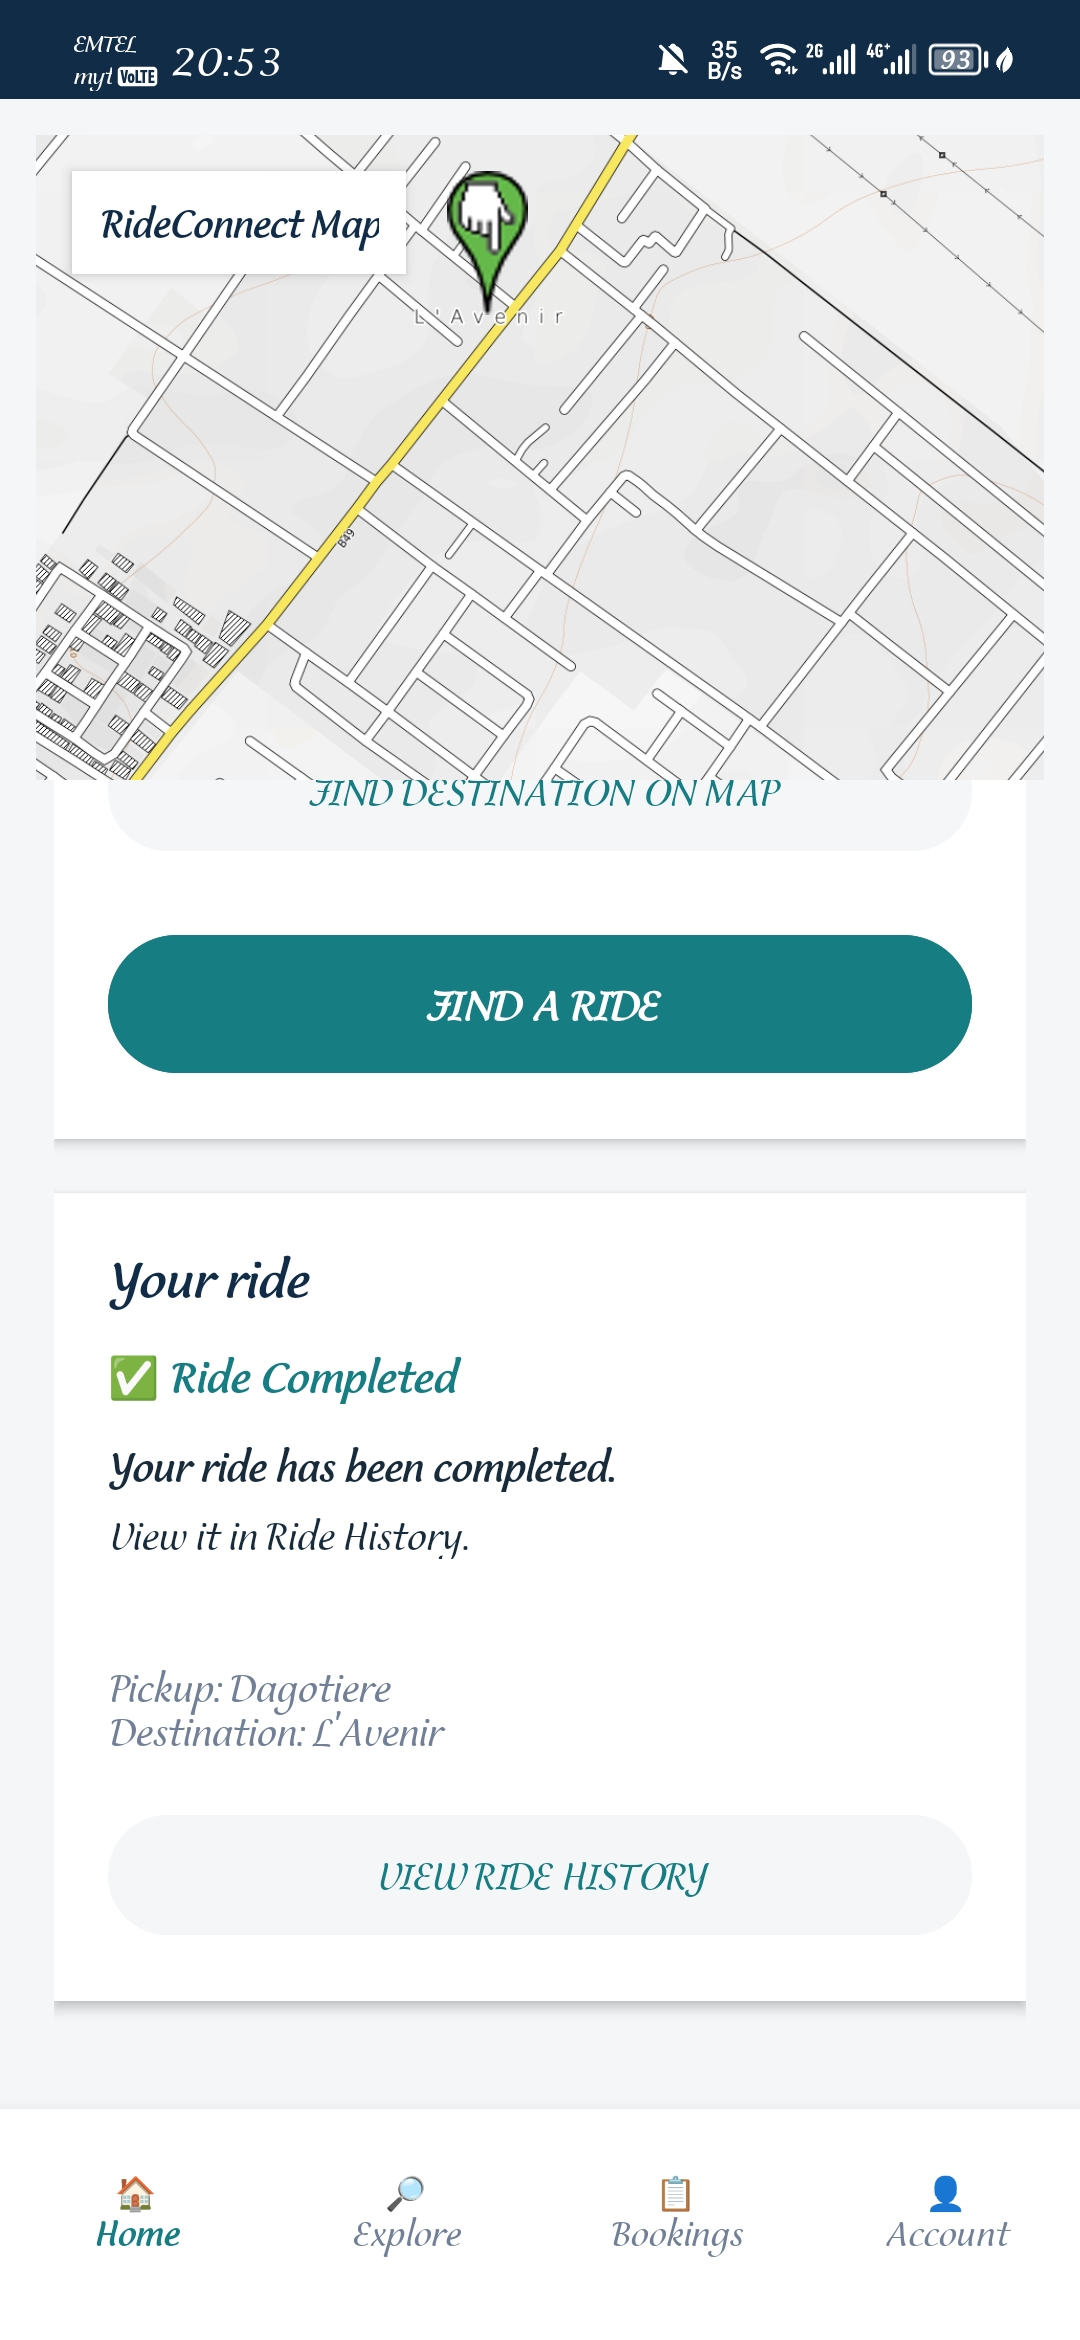 EMTEL
myt VoLTE
20:53
35
B/s
2G
4G+
93
RideConnect Map
L'Avenir
B49
FIND DESTINATION ON MAP
FIND A RIDE
Your ride
✅ Ride Completed
Your ride has been completed.
View it in Ride History.
Pickup: Dagotiere
Destination: L'Avenir
VIEW RIDE HISTORY
Home
Explore
Bookings
Account